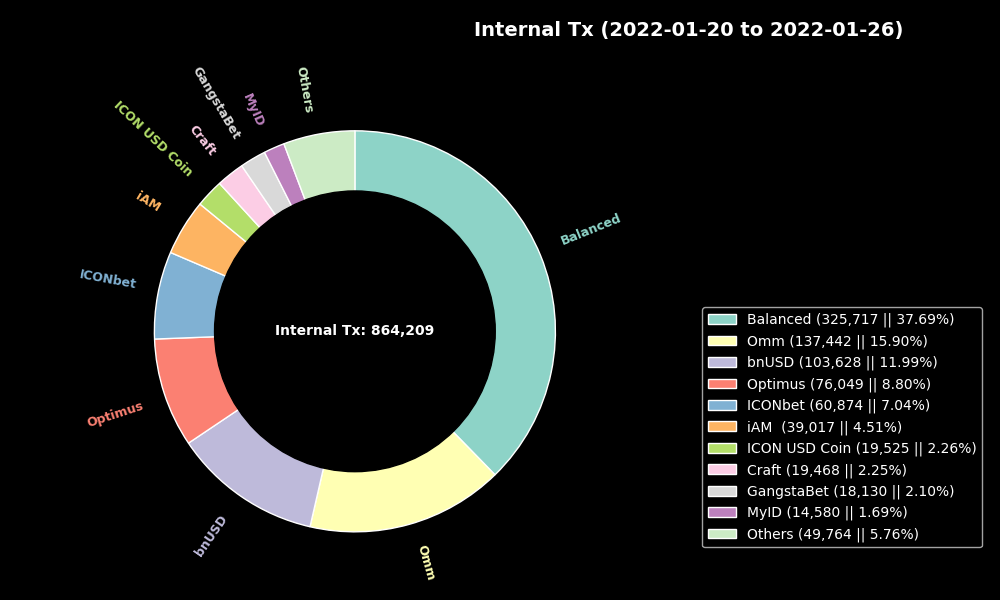 Internal Tx (2022-01-20 to 2022-01-26)
Others
MyID
GangstaBet
Craft
ICON USD Coin
iAM
ICONbet
Optimus
bnUSD
Omm
Balanced
Internal Tx: 864,209
Balanced (325,717 || 37.69%)
Omm (137,442 || 15.90%)
bnUSD (103,628 || 11.99%)
Optimus (76,049 || 8.80%)
ICONbet (60,874 || 7.04%)
iAM  (39,017 || 4.51%)
ICON USD Coin (19,525 || 2.26%)
Craft (19,468 || 2.25%)
GangstaBet (18,130 || 2.10%)
MyID (14,580 || 1.69%)
Others (49,764 || 5.76%)